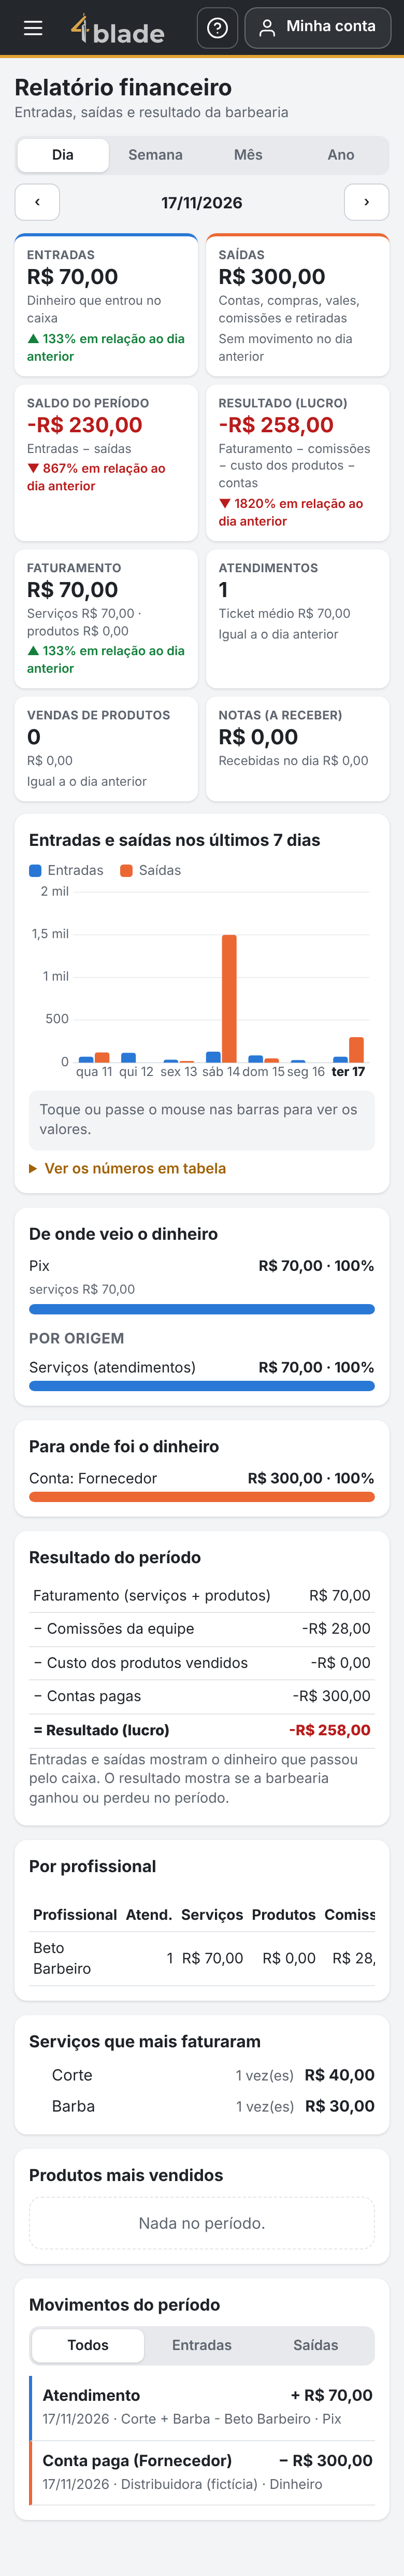 4blade
Minha conta
Relatório financeiro
Entradas, saídas e resultado da barbearia
Dia Semana Mês Ano
‹ 17/11/2026 ›
ENTRADAS
R$ 70,00
Dinheiro que entrou no
caixa
▲ 133% em relação ao dia
anterior
SAÍDAS
R$ 300,00
Contas, compras, vales,
comissões e retiradas
Sem movimento no dia
anterior
SALDO DO PERÍODO
-R$ 230,00
Entradas − saídas
▼ 867% em relação ao
dia anterior
RESULTADO (LUCRO)
-R$ 258,00
Faturamento − comissões
− custo dos produtos −
contas
▼ 1820% em relação ao
dia anterior
FATURAMENTO
R$ 70,00
Serviços R$ 70,00 ·
produtos R$ 0,00
▲ 133% em relação ao dia
anterior
ATENDIMENTOS
1
Ticket médio R$ 70,00
Igual a o dia anterior
VENDAS DE PRODUTOS
0
R$ 0,00
Igual a o dia anterior
NOTAS (A RECEBER)
R$ 0,00
Recebidas no dia R$ 0,00
Entradas e saídas nos últimos 7 dias
Entradas Saídas
2 mil
1,5 mil
1 mil
500
0
qua 11 qui 12 sex 13 sáb 14 dom 15 seg 16 ter 17
Toque ou passe o mouse nas barras para ver os
valores.
▶ Ver os números em tabela
De onde veio o dinheiro
Pix R$ 70,00 · 100%
serviços R$ 70,00
POR ORIGEM
Serviços (atendimentos) R$ 70,00 · 100%
Para onde foi o dinheiro
Conta: Fornecedor R$ 300,00 · 100%
Resultado do período
Faturamento (serviços + produtos) R$ 70,00
− Comissões da equipe -R$ 28,00
− Custo dos produtos vendidos -R$ 0,00
− Contas pagas -R$ 300,00
= Resultado (lucro) -R$ 258,00
Entradas e saídas mostram o dinheiro que passou
pelo caixa. O resultado mostra se a barbearia
ganhou ou perdeu no período.
Por profissional
Profissional Atend. Serviços Produtos Comiss
Beto
Barbeiro 1 R$ 70,00 R$ 0,00 R$ 28,
Serviços que mais faturaram
Corte 1 vez(es) R$ 40,00
Barba 1 vez(es) R$ 30,00
Produtos mais vendidos
Nada no período.
Movimentos do período
Todos Entradas Saídas
Atendimento + R$ 70,00
17/11/2026 · Corte + Barba - Beto Barbeiro · Pix
Conta paga (Fornecedor) − R$ 300,00
17/11/2026 · Distribuidora (fictícia) · Dinheiro